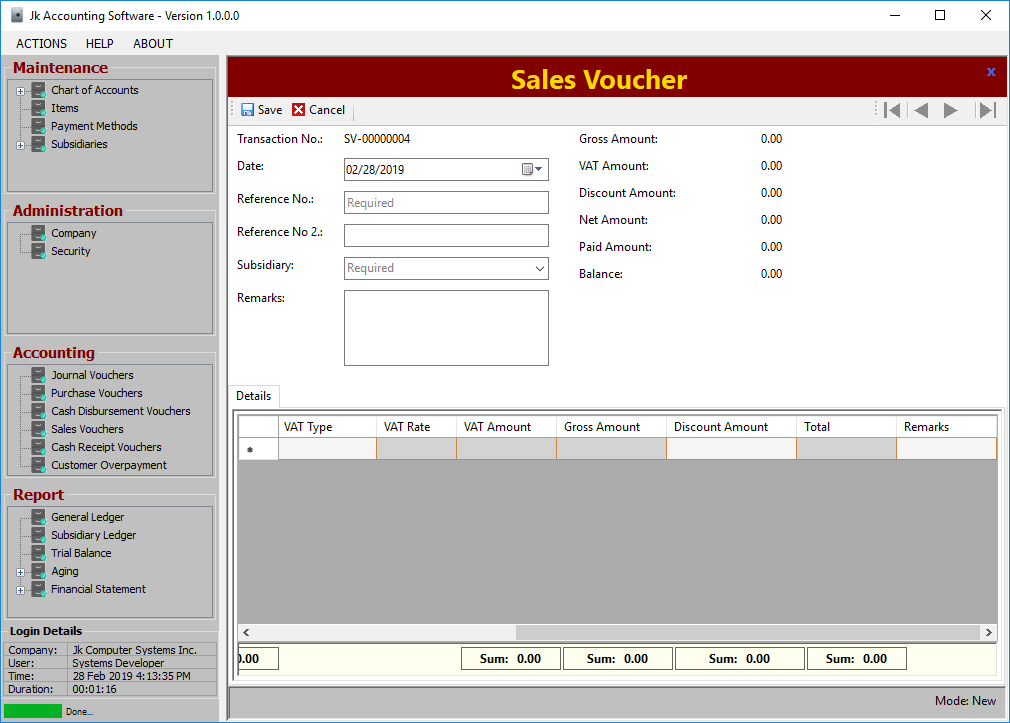 Jk Accounting Software - Version 1.0.0.0
ACTIONS HELP ABOUT
Maintenance
Chart of Accounts
Items
Payment Methods
Subsidiaries
Administration
Company
Security
Accounting
Journal Vouchers
Purchase Vouchers
Cash Disbursement Vouchers
Sales Vouchers
Cash Receipt Vouchers
Customer Overpayment
Report
General Ledger
Subsidiary Ledger
Trial Balance
Aging
Financial Statement
Login Details
Company: Jk Computer Systems Inc.
User: Systems Developer
Time: 28 Feb 2019 4:13:35 PM
Duration: 00:01:16
Done...
Sales Voucher x
Save Cancel
Transaction No.: SV-00000004
Date: 02/28/2019
Reference No.: Required
Reference No 2.:
Subsidiary: Required
Remarks:
Gross Amount: 0.00
VAT Amount: 0.00
Discount Amount: 0.00
Net Amount: 0.00
Paid Amount: 0.00
Balance: 0.00
Details
VAT Type VAT Rate VAT Amount Gross Amount Discount Amount Total Remarks
0.00 Sum: 0.00 Sum: 0.00 Sum: 0.00 Sum: 0.00
Mode: New